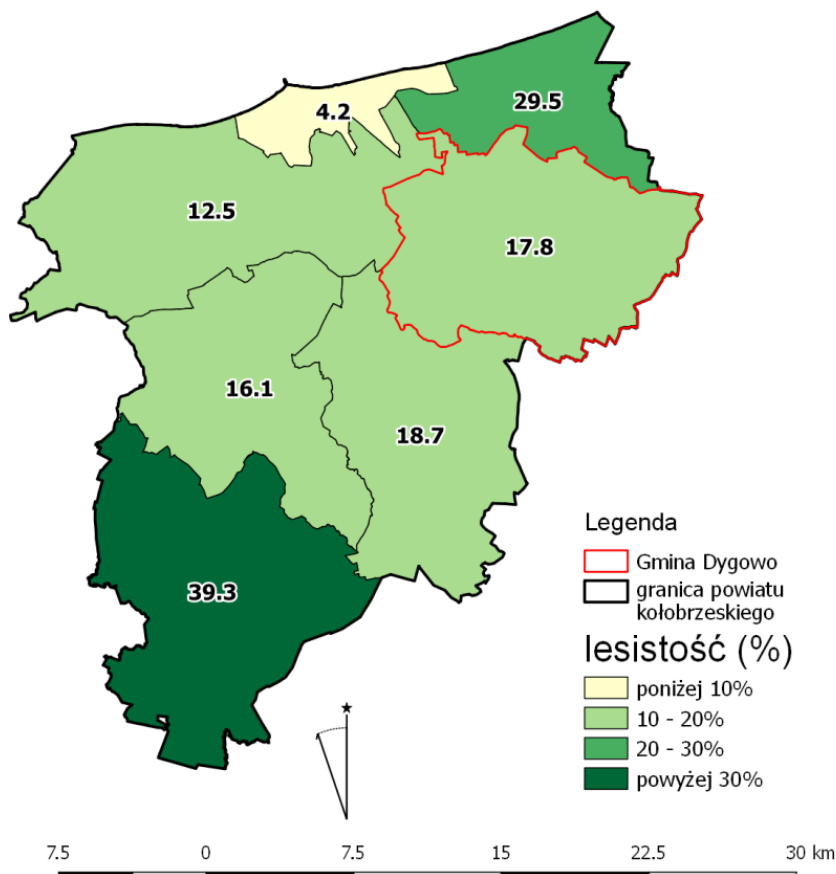 29.5
4.2
12.5
17.8
16.1
18.7
39.3
Legenda
Gmina Dygowo
granica powiatu
kołobrzeskiego
lesistość (%)
poniżej 10%
10 - 20%
20 - 30%
powyżej 30%
7.5 0 7.5 15 22.5 30 km